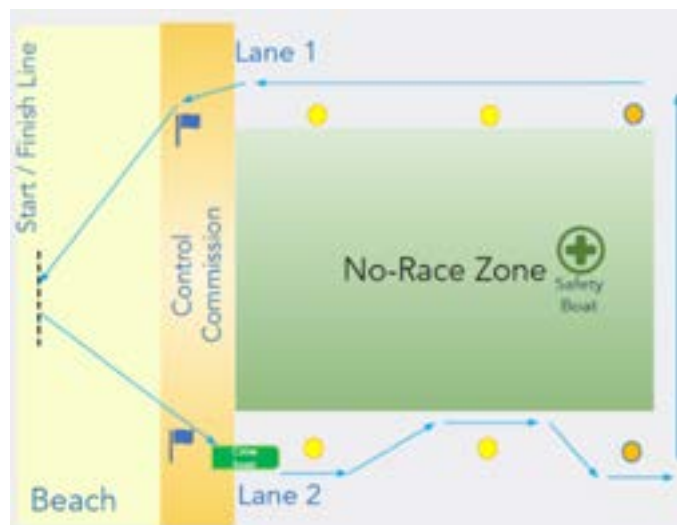 Lane 1
Start / Finish Line
Control
Commission
No-Race Zone
Safety
Boat
Beach
Lane 2